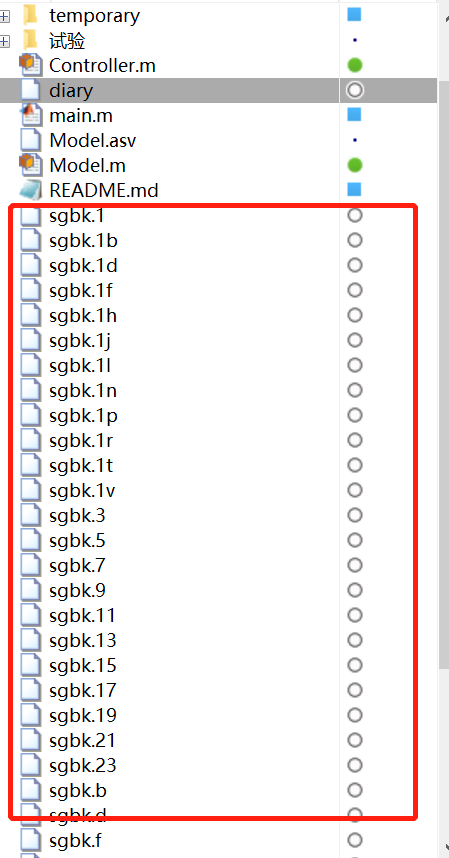 temporary
试验
Controller.m
diary
main.m
Model.asv
Model.m
README.md
sgbk.1
sgbk.1b
sgbk.1d
sgbk.1f
sgbk.1h
sgbk.1j
sgbk.1l
sgbk.1n
sgbk.1p
sgbk.1r
sgbk.1t
sgbk.1v
sgbk.3
sgbk.5
sgbk.7
sgbk.9
sgbk.11
sgbk.13
sgbk.15
sgbk.17
sgbk.19
sgbk.21
sgbk.23
sgbk.b
sgbk.d
sgbk.f